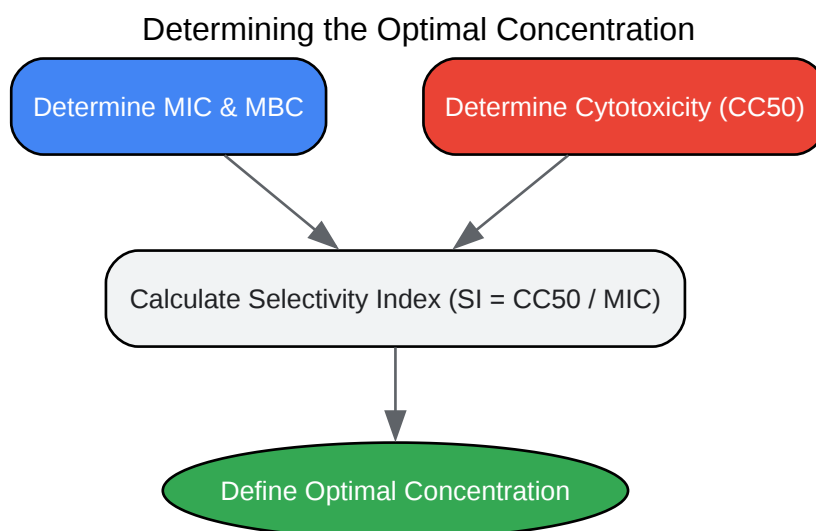 Determining the Optimal Concentration
Determine MIC & MBC
Determine Cytotoxicity (CC50)
Calculate Selectivity Index (SI = CC50 / MIC)
Define Optimal Concentration